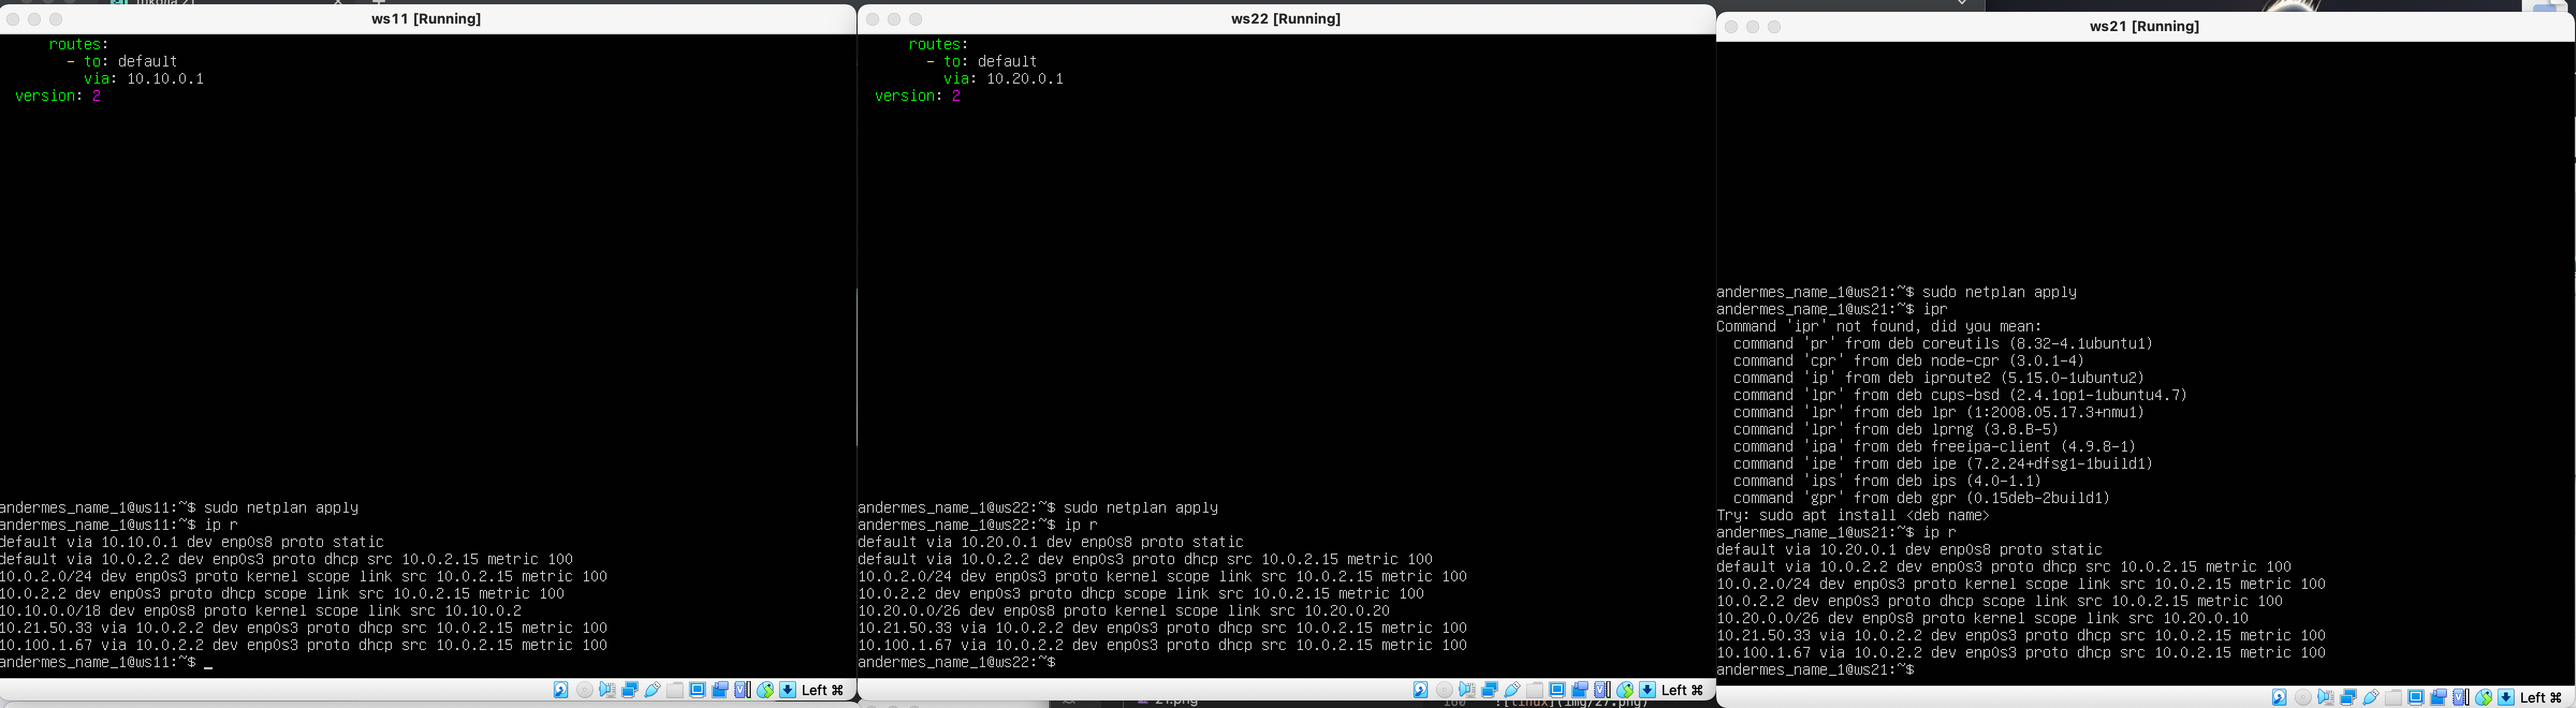 ws11 [Running]
routes:
- to: default
via: 10.10.0.1
version: 2
andermes_name_1@ws11:~$ sudo netplan apply
andermes_name_1@ws11:~$ ip r
default via 10.10.0.1 dev enp0s8 proto static
default via 10.0.2.2 dev enp0s3 proto dhcp src 10.0.2.15 metric 100
10.0.2.0/24 dev enp0s3 proto kernel scope link src 10.0.2.15 metric 100
10.0.2.2 dev enp0s3 proto dhcp scope link src 10.0.2.15 metric 100
10.10.0.0/18 dev enp0s8 proto kernel scope link src 10.10.0.2
10.21.50.33 via 10.0.2.2 dev enp0s3 proto dhcp src 10.0.2.15 metric 100
10.100.1.67 via 10.0.2.2 dev enp0s3 proto dhcp src 10.0.2.15 metric 100
andermes_name_1@ws11:~$ _
Left ⌘
ws22 [Running]
routes:
- to: default
via: 10.20.0.1
version: 2
andermes_name_1@ws22:~$ sudo netplan apply
andermes_name_1@ws22:~$ ip r
default via 10.20.0.1 dev enp0s8 proto static
default via 10.0.2.2 dev enp0s3 proto dhcp src 10.0.2.15 metric 100
10.0.2.0/24 dev enp0s3 proto kernel scope link src 10.0.2.15 metric 100
10.0.2.2 dev enp0s3 proto dhcp scope link src 10.0.2.15 metric 100
10.20.0.0/26 dev enp0s8 proto kernel scope link src 10.20.0.20
10.21.50.33 via 10.0.2.2 dev enp0s3 proto dhcp src 10.0.2.15 metric 100
10.100.1.67 via 10.0.2.2 dev enp0s3 proto dhcp src 10.0.2.15 metric 100
andermes_name_1@ws22:~$
Left ⌘
ws21 [Running]
andermes_name_1@ws21:~$ sudo netplan apply
andermes_name_1@ws21:~$ ipr
Command 'ipr' not found, did you mean:
command 'pr' from deb coreutils (8.32-4.1ubuntu1)
command 'cpr' from deb node-cpr (3.0.1-4)
command 'ip' from deb iproute2 (5.15.0-1ubuntu2)
command 'lpr' from deb cups-bsd (2.4.1op1-1ubuntu4.7)
command 'lpr' from deb lpr (1:2008.05.17.3+nmu1)
command 'lpr' from deb lprng (3.8.B-5)
command 'ipa' from deb freeipa-client (4.9.8-1)
command 'ipe' from deb ipe (7.2.24+dfsg1-1build1)
command 'ips' from deb ips (4.0-1.1)
command 'gpr' from deb gpr (0.15deb-2build1)
Try: sudo apt install <deb name>
andermes_name_1@ws21:~$ ip r
default via 10.20.0.1 dev enp0s8 proto static
default via 10.0.2.2 dev enp0s3 proto dhcp src 10.0.2.15 metric 100
10.0.2.0/24 dev enp0s3 proto kernel scope link src 10.0.2.15 metric 100
10.0.2.2 dev enp0s3 proto dhcp scope link src 10.0.2.15 metric 100
10.20.0.0/26 dev enp0s8 proto kernel scope link src 10.20.0.10
10.21.50.33 via 10.0.2.2 dev enp0s3 proto dhcp src 10.0.2.15 metric 100
10.100.1.67 via 10.0.2.2 dev enp0s3 proto dhcp src 10.0.2.15 metric 100
andermes_name_1@ws21:~$
Left ⌘